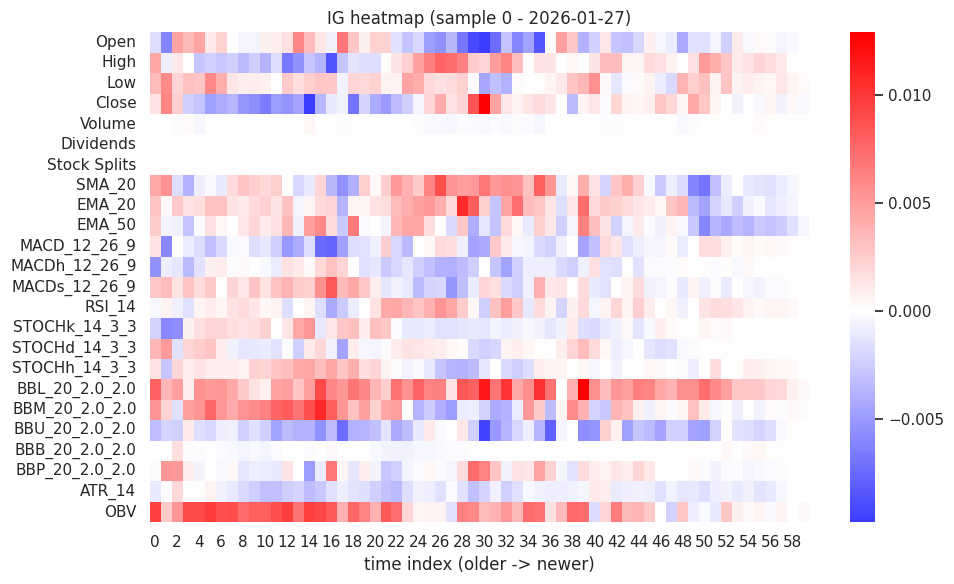 IG heatmap (sample 0 - 2026-01-27)
Open
High
Low
Close
Volume
Dividends
Stock Splits
SMA_20
EMA_20
EMA_50
MACD_12_26_9
MACDh_12_26_9
MACDs_12_26_9
RSI_14
STOCHk_14_3_3
STOCHd_14_3_3
STOCHh_14_3_3
BBL_20_2.0_2.0
BBM_20_2.0_2.0
BBU_20_2.0_2.0
BBB_20_2.0_2.0
BBP_20_2.0_2.0
ATR_14
OBV
0 2 4 6 8 10 12 14 16 18 20 22 24 26 28 30 32 34 36 38 40 42 44 46 48 50 52 54 56 58
time index (older -> newer)
0.010
0.005
0.000
−0.005